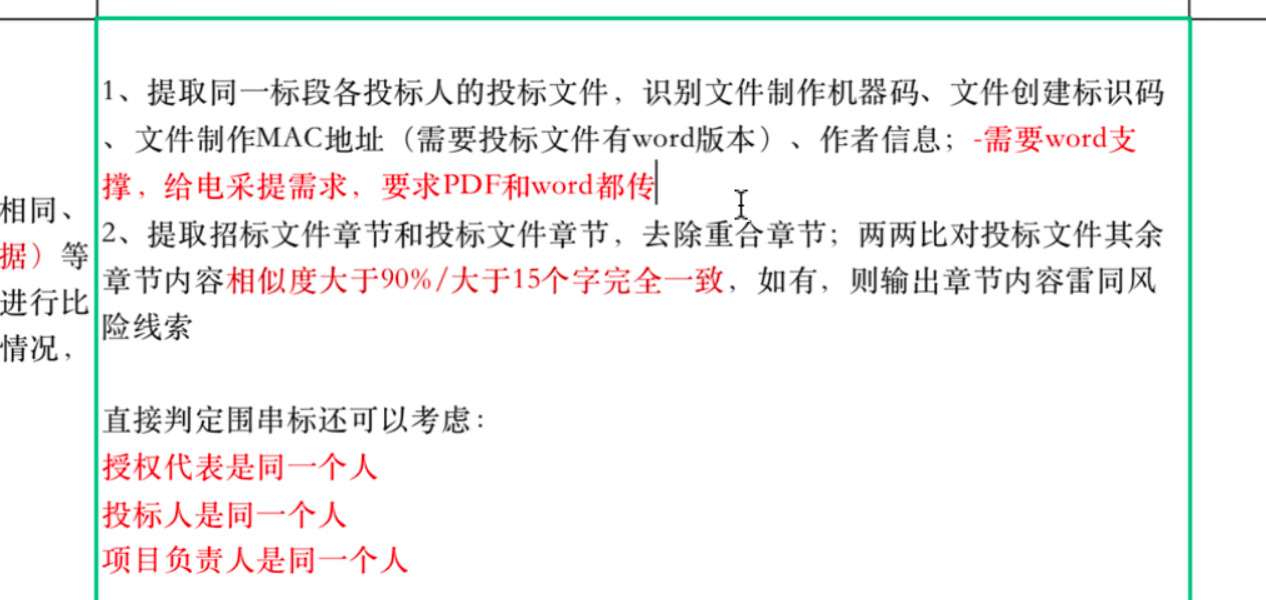 1、提取同一标段各投标人的投标文件，识别文件制作机器码、文件创建标识码
、文件制作MAC地址（需要投标文件有word版本）、作者信息；-需要word支
撑，给电采提需求，要求PDF和word都传
2、提取招标文件章节和投标文件章节，去除重合章节；两两比对投标文件其余
章节内容相似度大于90%/大于15个字完全一致，如有，则输出章节内容雷同风
险线索
直接判定围串标还可以考虑：
授权代表是同一个人
投标人是同一个人
项目负责人是同一个人
相同、
据）等
进行比
情况，